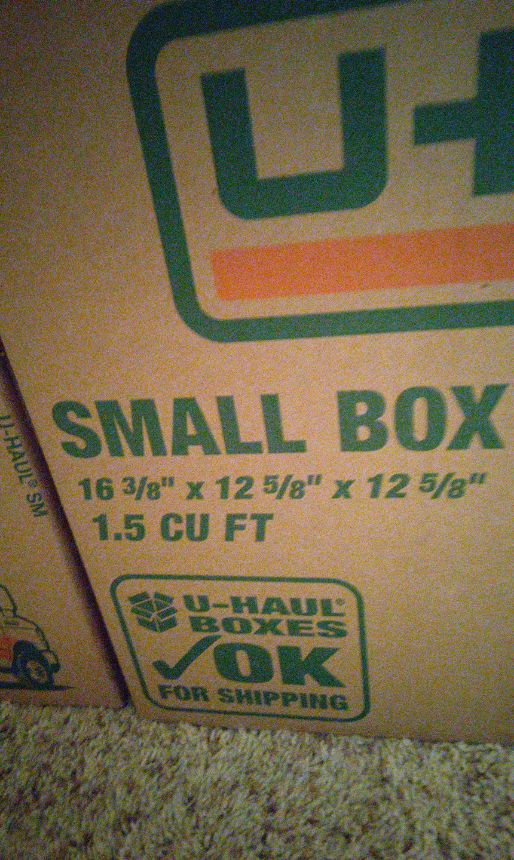 U-
SMALL BOX
16 3/8" x 12 5/8" x 12 5/8"
1.5 CU FT
U-HAUL® SM
U-HAUL®
BOXES
✓OK
FOR SHIPPING